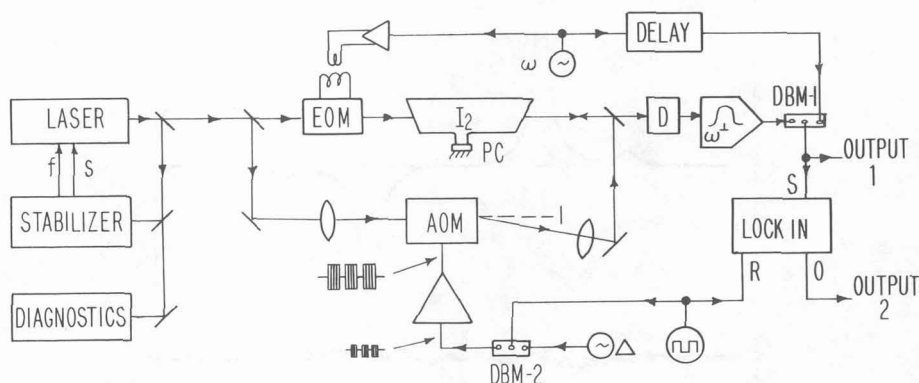 DELAY
ω
DBM-1
LASER
EOM
I2
PC
D
ω⊥
OUTPUT
1
f
s
STABILIZER
AOM
S
LOCK IN
R
O
OUTPUT
2
DIAGNOSTICS
Δ
DBM-2